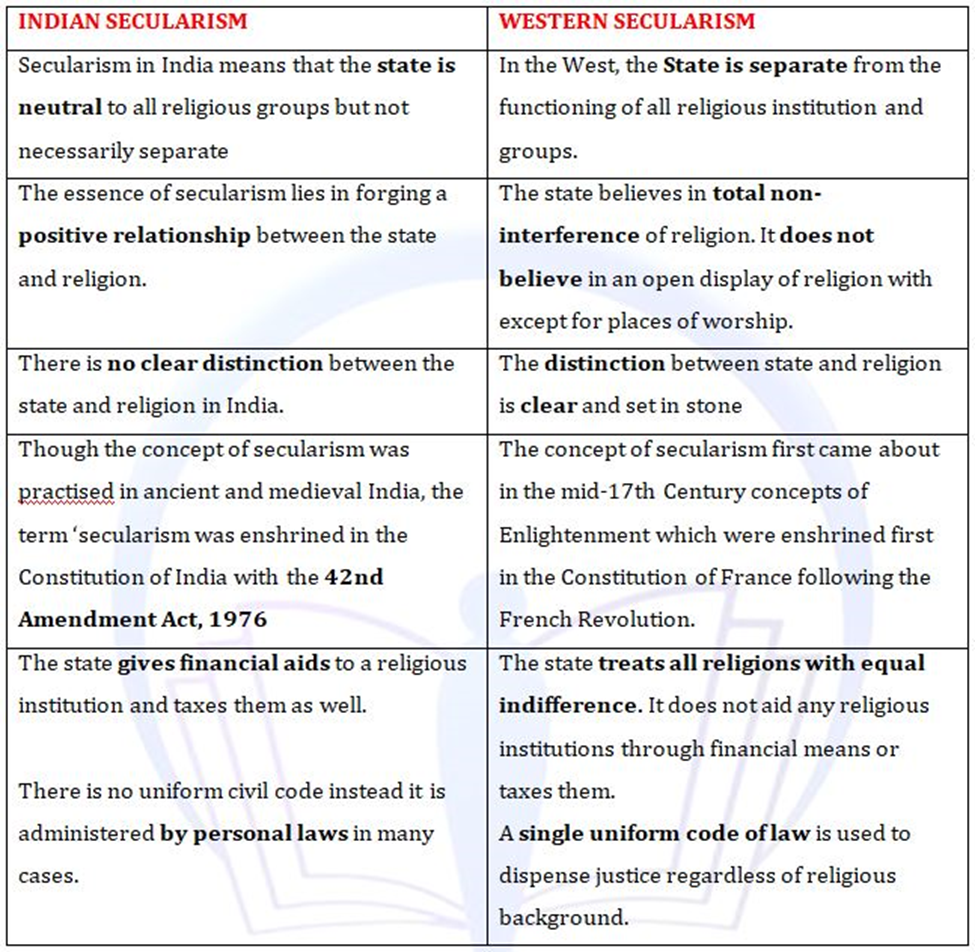 INDIAN SECULARISM
WESTERN SECULARISM
Secularism in India means that the state is
neutral to all religious groups but not
necessarily separate
In the West, the State is separate from the
functioning of all religious institution and
groups.
The essence of secularism lies in forging a
positive relationship between the state
and religion.
The state believes in total non-
interference of religion. It does not
believe in an open display of religion with
except for places of worship.
There is no clear distinction between the
state and religion in India.
The distinction between state and religion
is clear and set in stone
Though the concept of secularism was
practised in ancient and medieval India, the
term ‘secularism was enshrined in the
Constitution of India with the 42nd
Amendment Act, 1976
The concept of secularism first came about
in the mid-17th Century concepts of
Enlightenment which were enshrined first
in the Constitution of France following the
French Revolution.
The state gives financial aids to a religious
institution and taxes them as well.
There is no uniform civil code instead it is
administered by personal laws in many
cases.
The state treats all religions with equal
indifference. It does not aid any religious
institutions through financial means or
taxes them.
A single uniform code of law is used to
dispense justice regardless of religious
background.